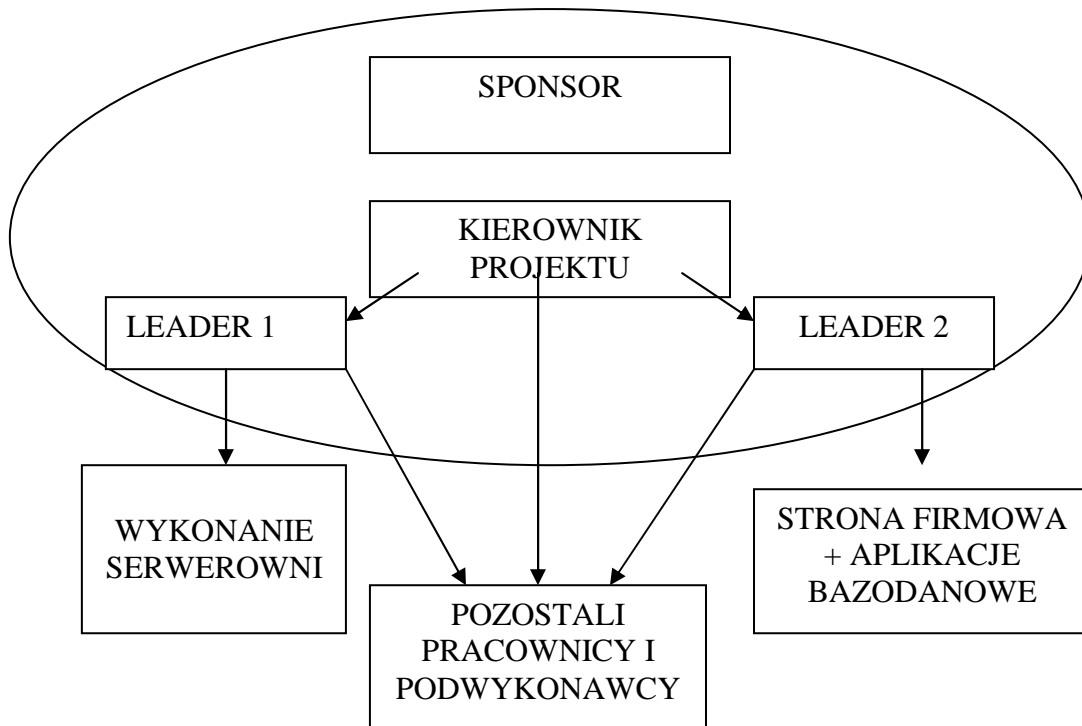 SPONSOR
KIEROWNIK
PROJEKTU
LEADER 1
LEADER 2
WYKONANIE
SERWEROWNI
STRONA FIRMOWA
+ APLIKACJE
BAZODANOWE
POZOSTALI
PRACOWNICY I
PODWYKONAWCY